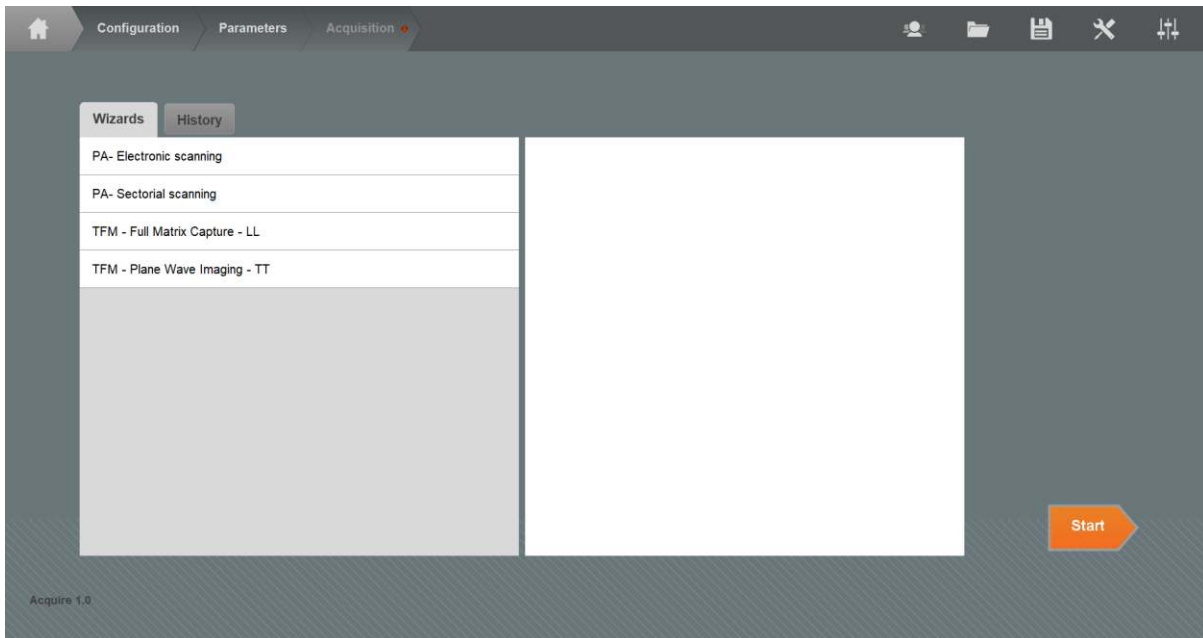 Configuration Parameters Acquisition
Wizards History
PA- Electronic scanning
PA- Sectorial scanning
TFM - Full Matrix Capture - LL
TFM - Plane Wave Imaging - TT
Start
Acquire 1.0